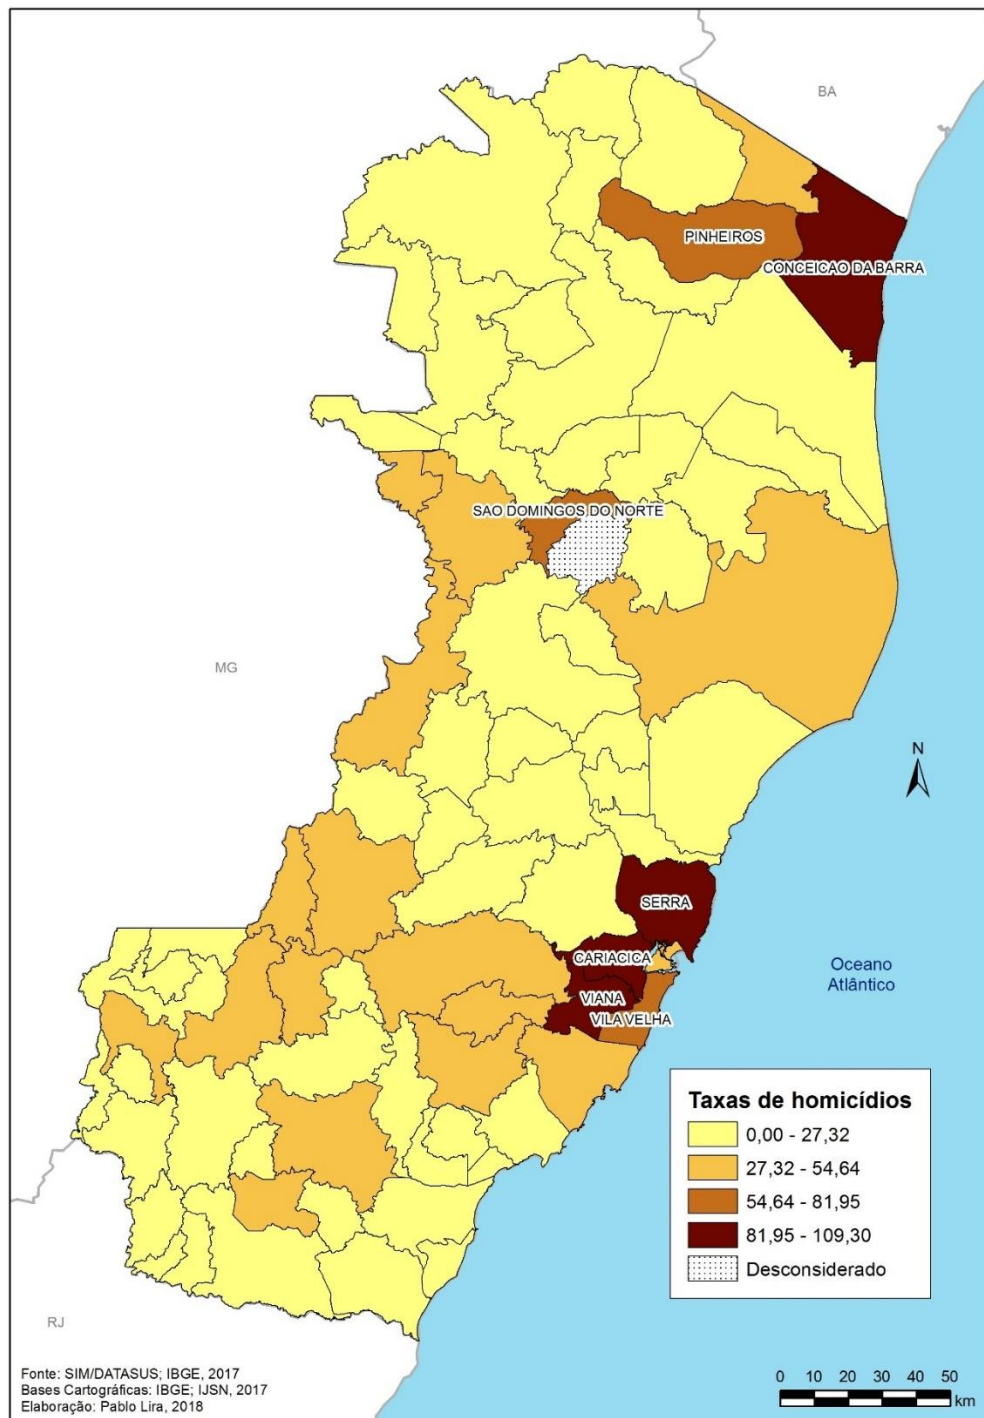 BA
PINHEIROS
CONCEICAO DA BARRA
SAO DOMINGOS DO NORTE
MG
N
SERRA
CARIACICA
Oceano
Atlântico
VIANA
VILA VELHA
Taxas de homicídios
0,00 - 27,32
27,32 - 54,64
54,64 - 81,95
81,95 - 109,30
Desconsiderado
RJ
Fonte: SIM/DATASUS; IBGE, 2017
Bases Cartográficas: IBGE; IJSN, 2017
Elaboração: Pablo Lira, 2018
0 10 20 30 40 50
km